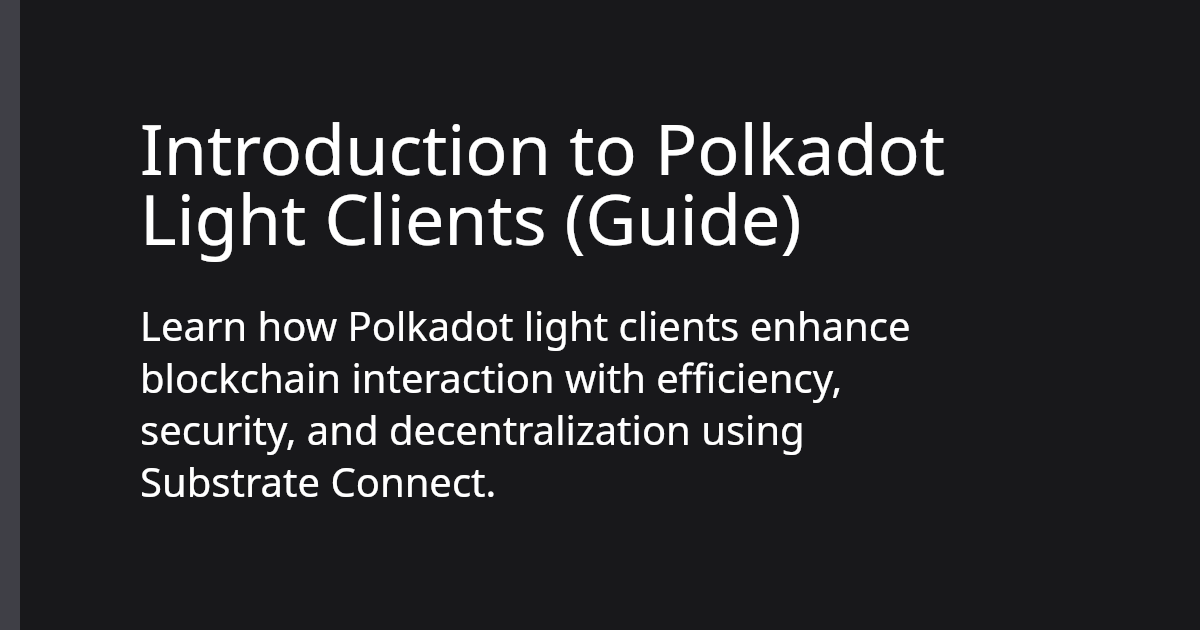 Introduction to Polkadot
Light Clients (Guide)
Learn how Polkadot light clients enhance
blockchain interaction with efficiency,
security, and decentralization using
Substrate Connect.